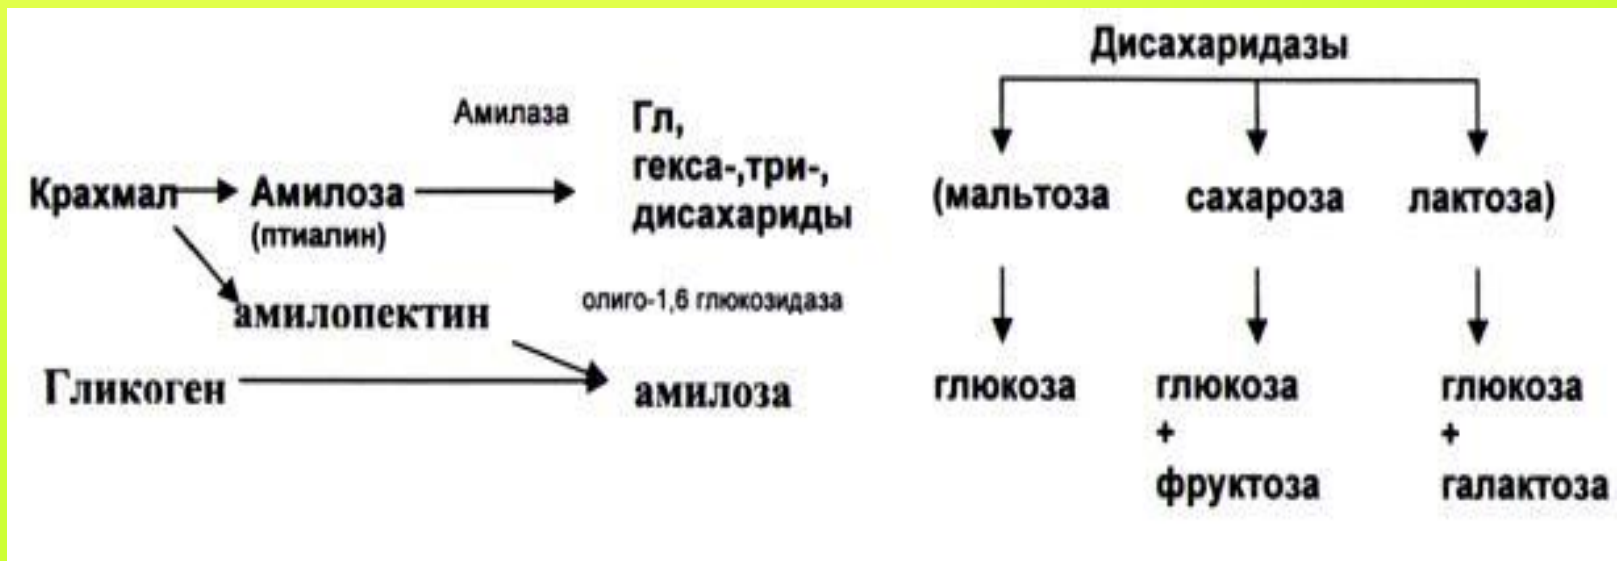 Дисахаридазы
Амилаза
Гл,
гекса-,три-,
дисахариды
Крахмал
Амилоза
(птиалин)
(мальтоза сахароза лактоза)
амилопектин
олиго-1,6 глюкозидаза
Гликоген
амилоза
глюкоза глюкоза глюкоза
+ +
фруктоза галактоза